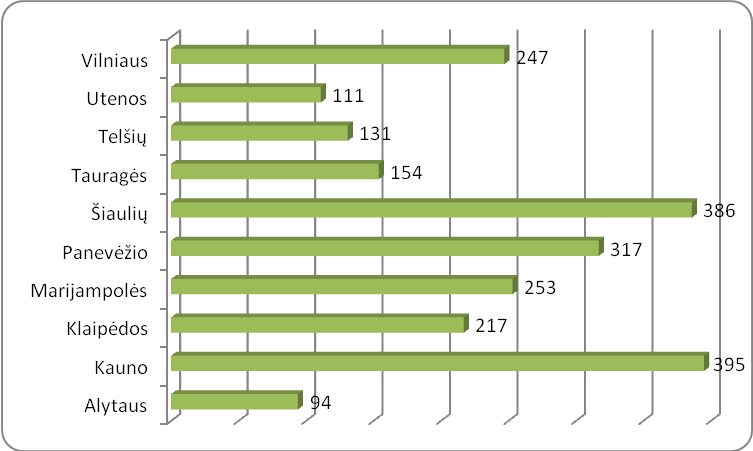 Vilniaus 247
Utenos 111
Telšių 131
Tauragės 154
Šiaulių 386
Panevėžio 317
Marijampolės 253
Klaipėdos 217
Kauno 395
Alytaus 94